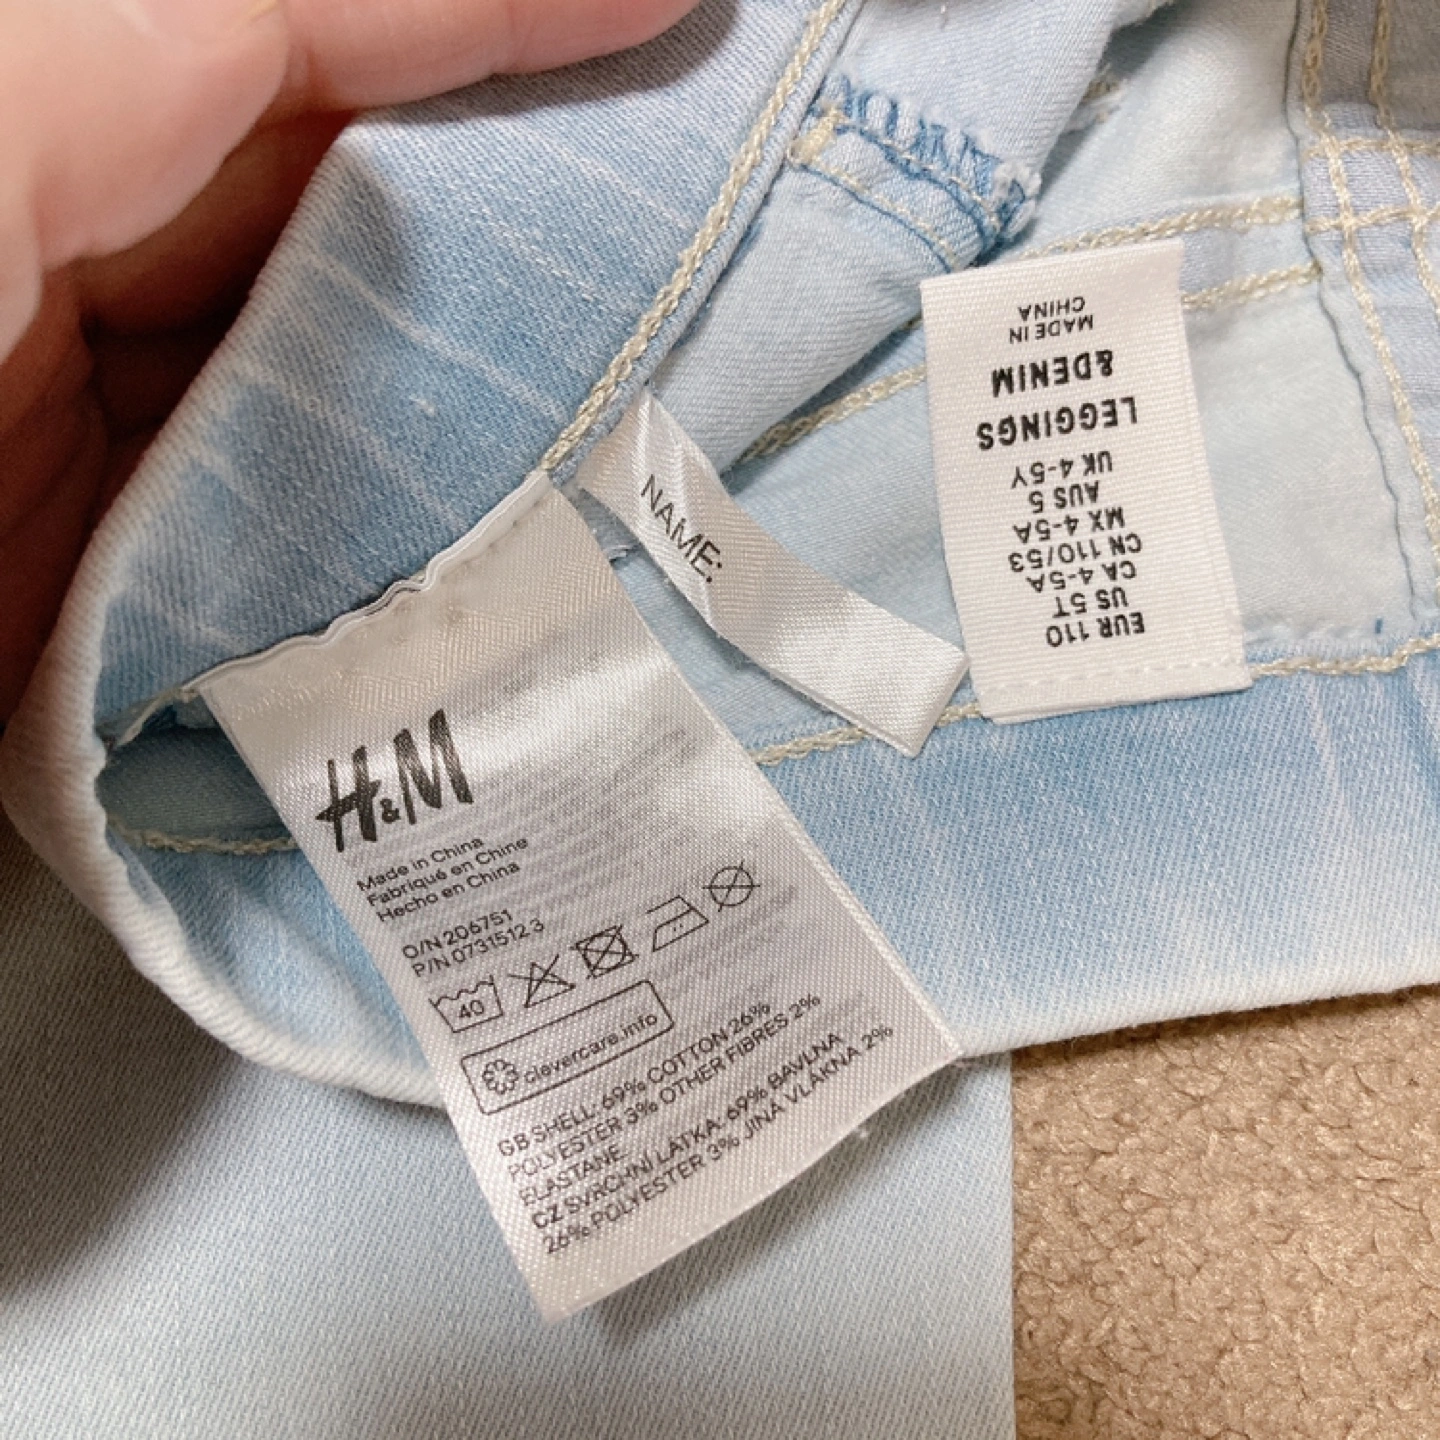 H&M
Made in China
Fabriqué en Chine
Hecho en China
O/N 206751
P/N 0731512 3
40
clevercare.info
GB SHELL: 69% COTTON 26%
POLYESTER 3% OTHER FIBRES 2%
ELASTANE
CZ SVRCHNÍ LÁTKA: 69% BAVLNA
26% POLYESTER 3% JINÁ VLÁKNA 2%
NAME:
EUR 110
US 5T
CA 4-5A
CN 110/53
MX 4-5A
AUS 5
UK 4-5Y
LEGGINGS
&DENIM
MADE IN
CHINA